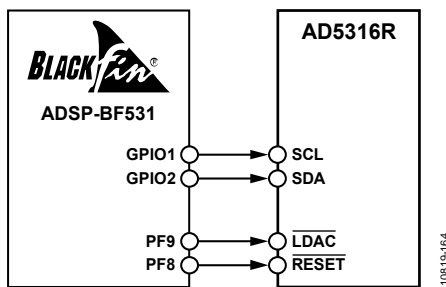 BLACKfin®
ADSP-BF531
GPIO1
GPIO2
PF9
PF8
AD5316R
SCL
SDA
LDAC
RESET
10819-164